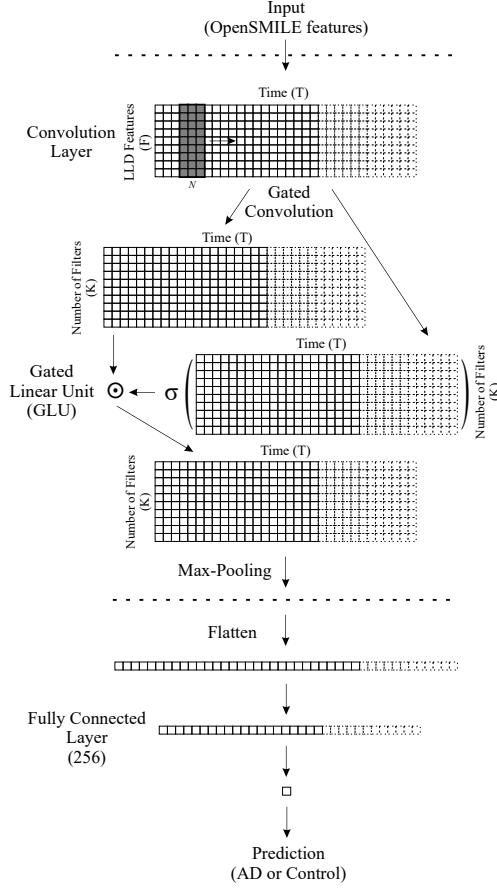 Input
(OpenSMILE features)
Time (T)
Convolution
Layer
LLD Features
(F)
N
Gated
Convolution
Time (T)
Number of Filters
(K)
Time (T)
Gated
Linear Unit
(GLU)
σ
Number of Filters
(K)
Time (T)
Number of Filters
(K)
Max-Pooling
Flatten
Fully Connected
Layer
(256)
Prediction
(AD or Control)